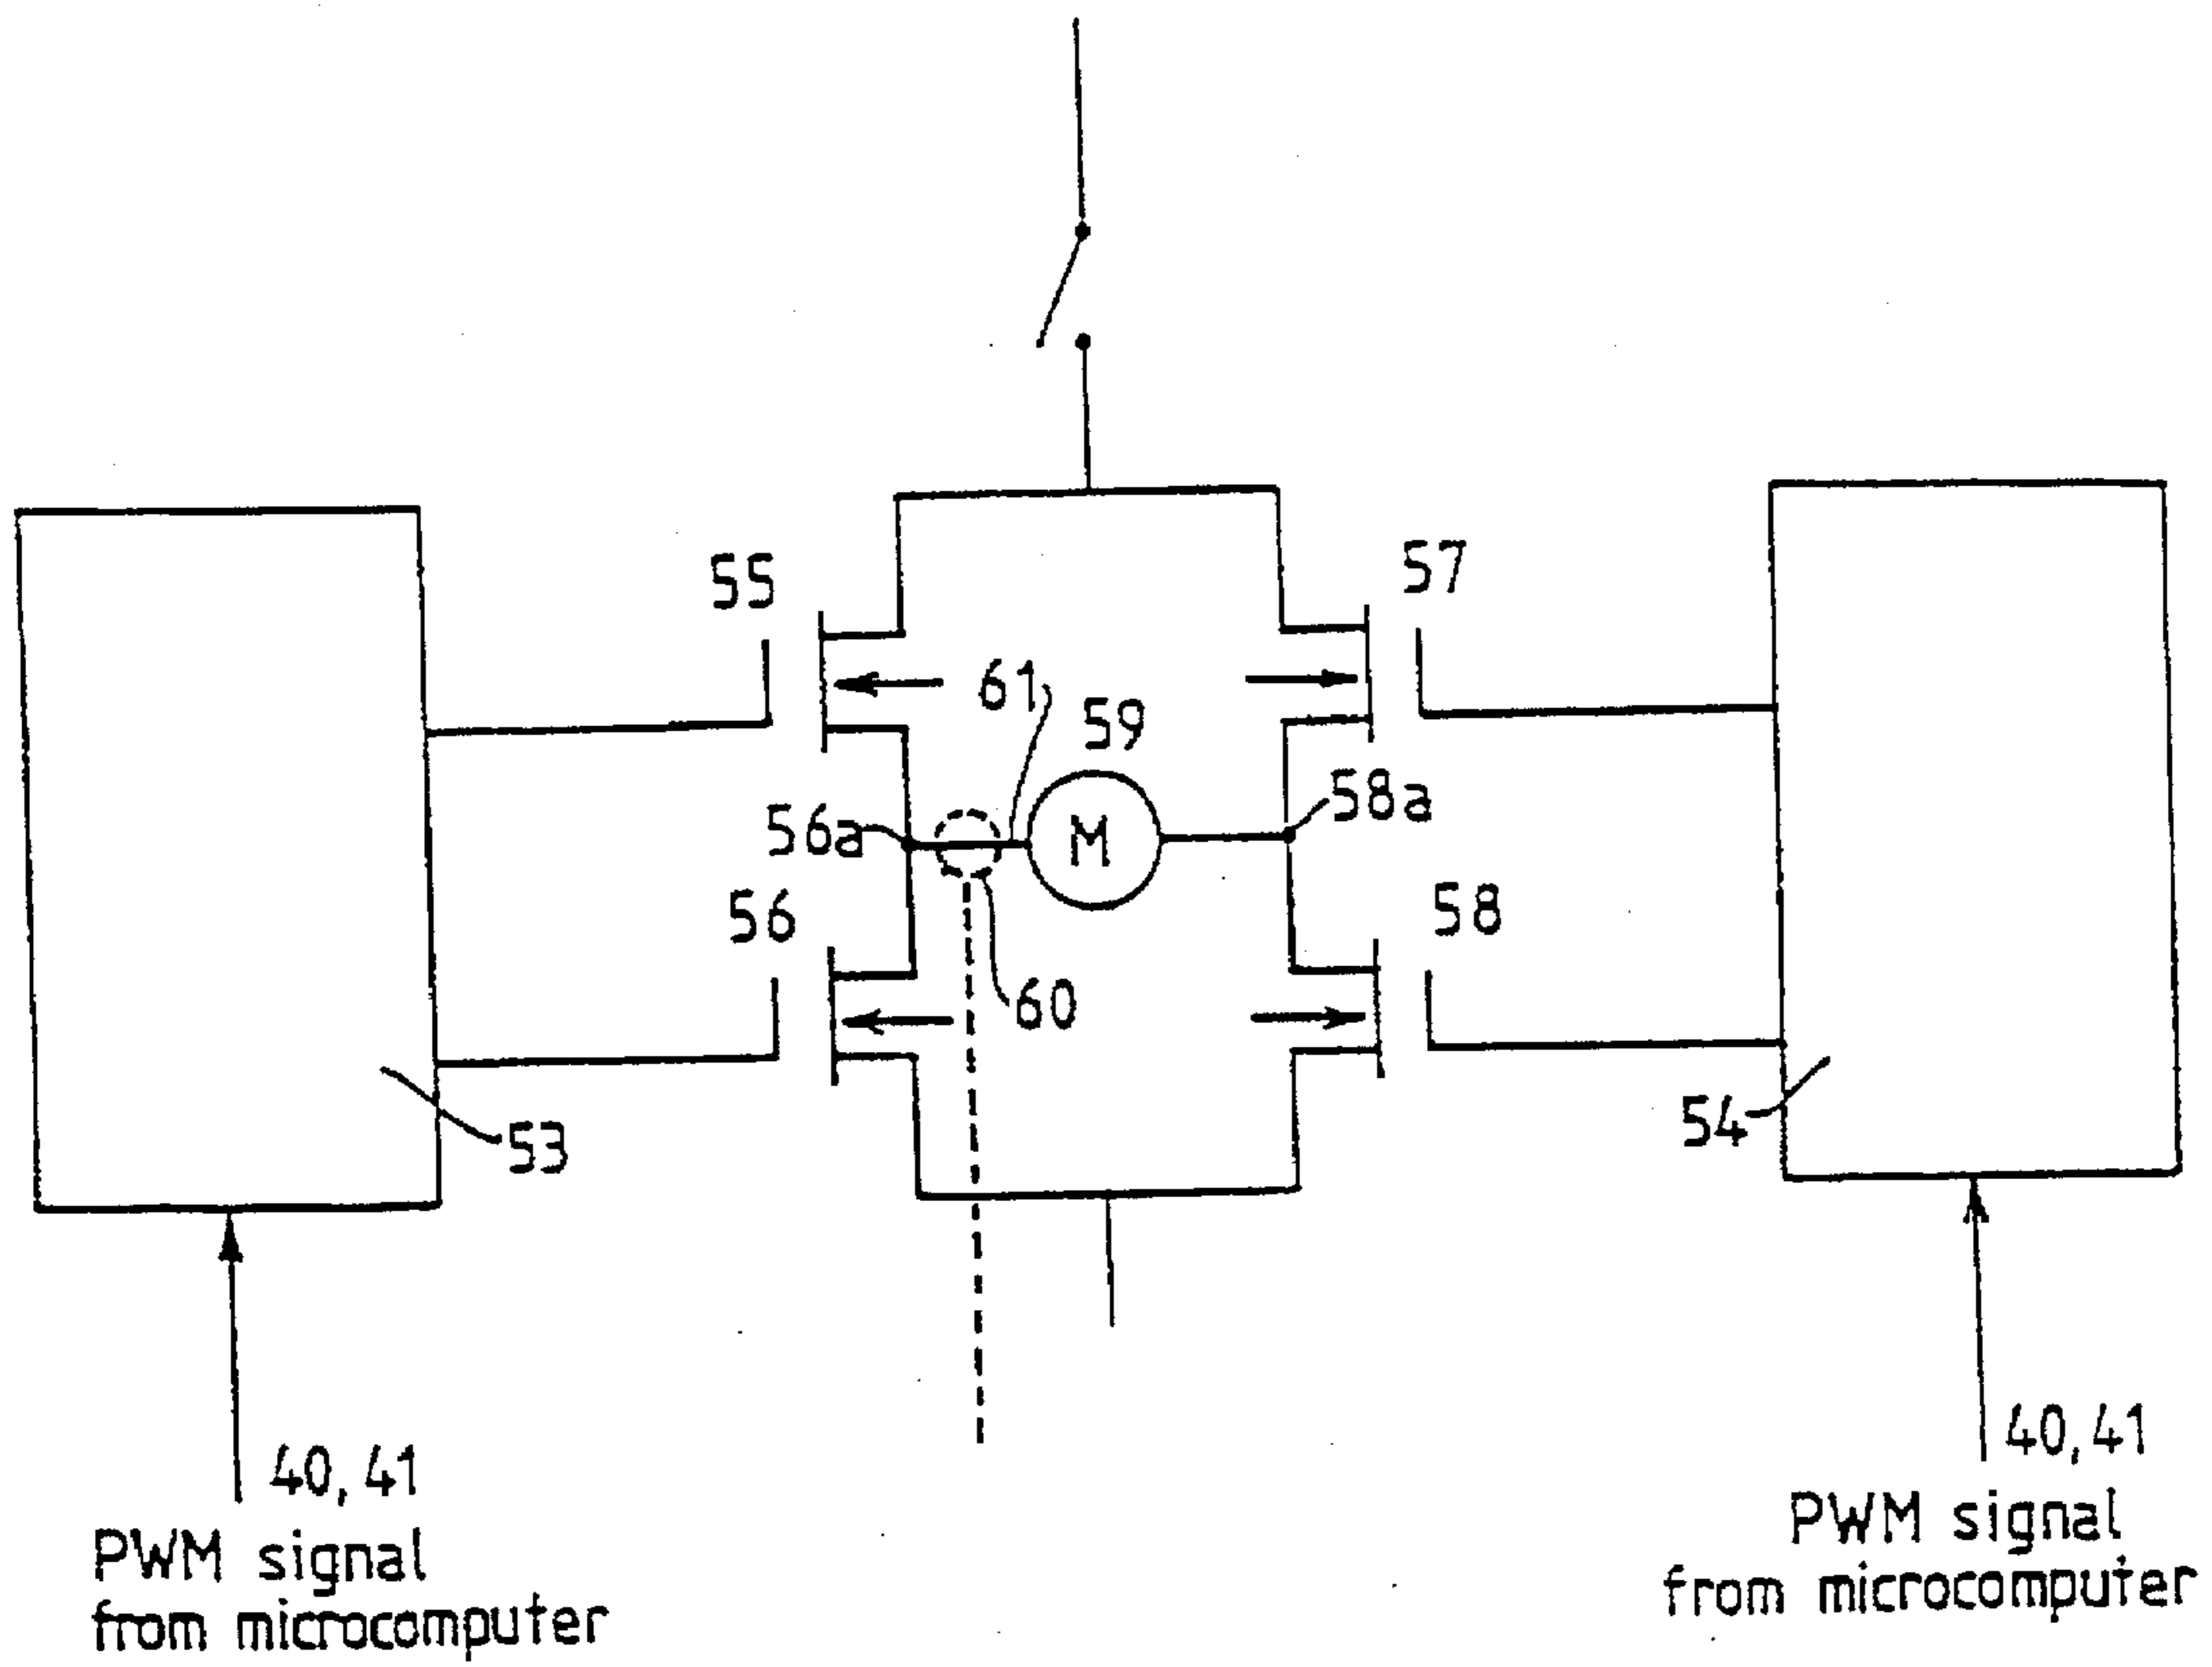 55
57
61
59
56a
58a
M
56
58
60
53
54
40,41
PWM signal
from microcomputer
40,41
PWM signal
from microcomputer